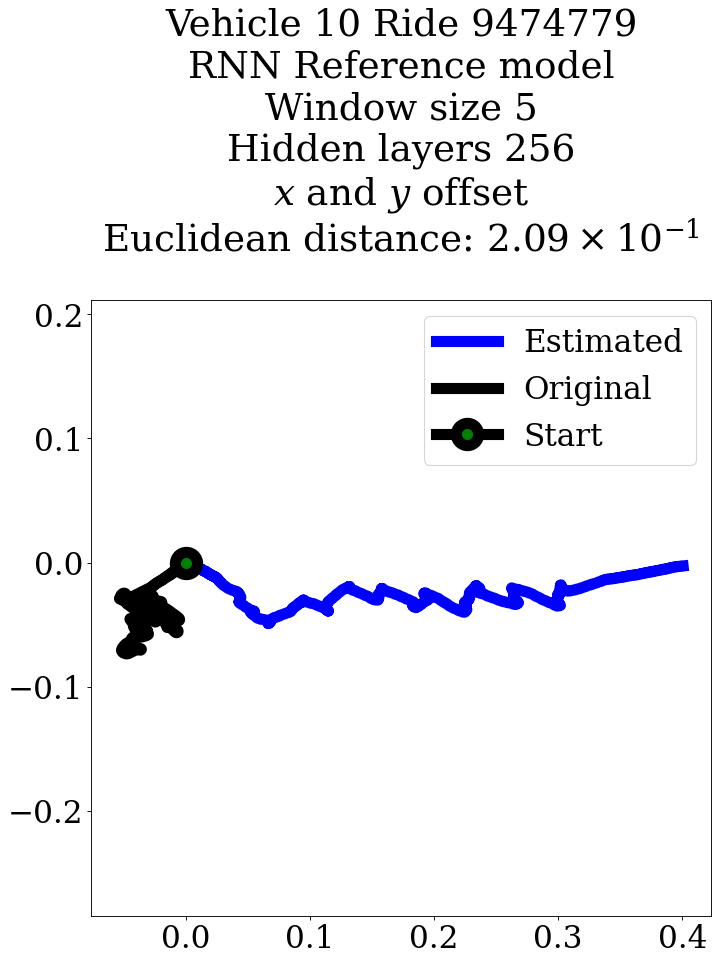 Vehicle 10 Ride 9474779
RNN Reference model
Window size 5
Hidden layers 256
x and y offset
Euclidean distance: 2.09 × 10⁻¹
0.2
0.1
0.0
−0.1
−0.2
Estimated
Original
Start
0.0 0.1 0.2 0.3 0.4